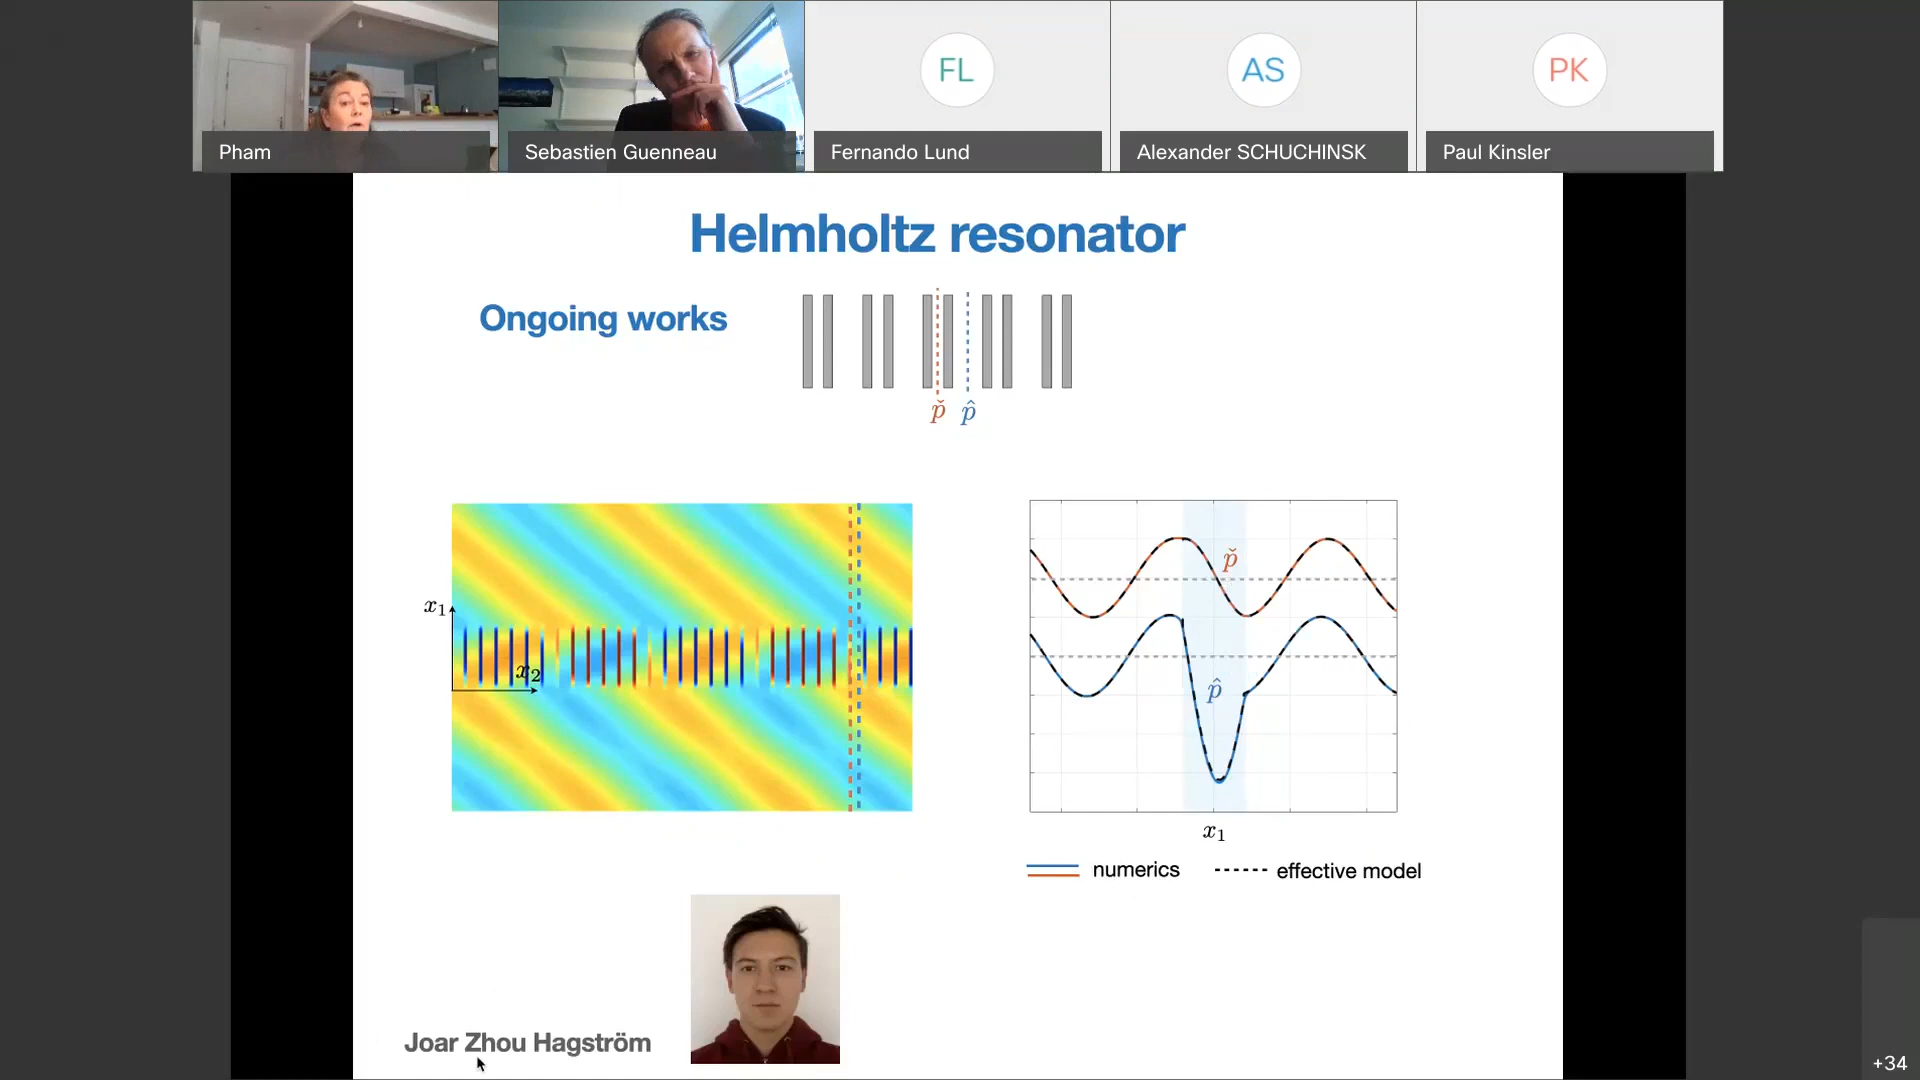 FL
AS
PK
Pham
Sebastien Guenneau
Fernando Lund
Alexander SCHUCHINSK
Paul Kinsler
Helmholtz resonator
Ongoing works
p̌ p̂
x₁
x₂
p̌
p̂
x₁
numerics
effective model
Joar Zhou Hagström
+34